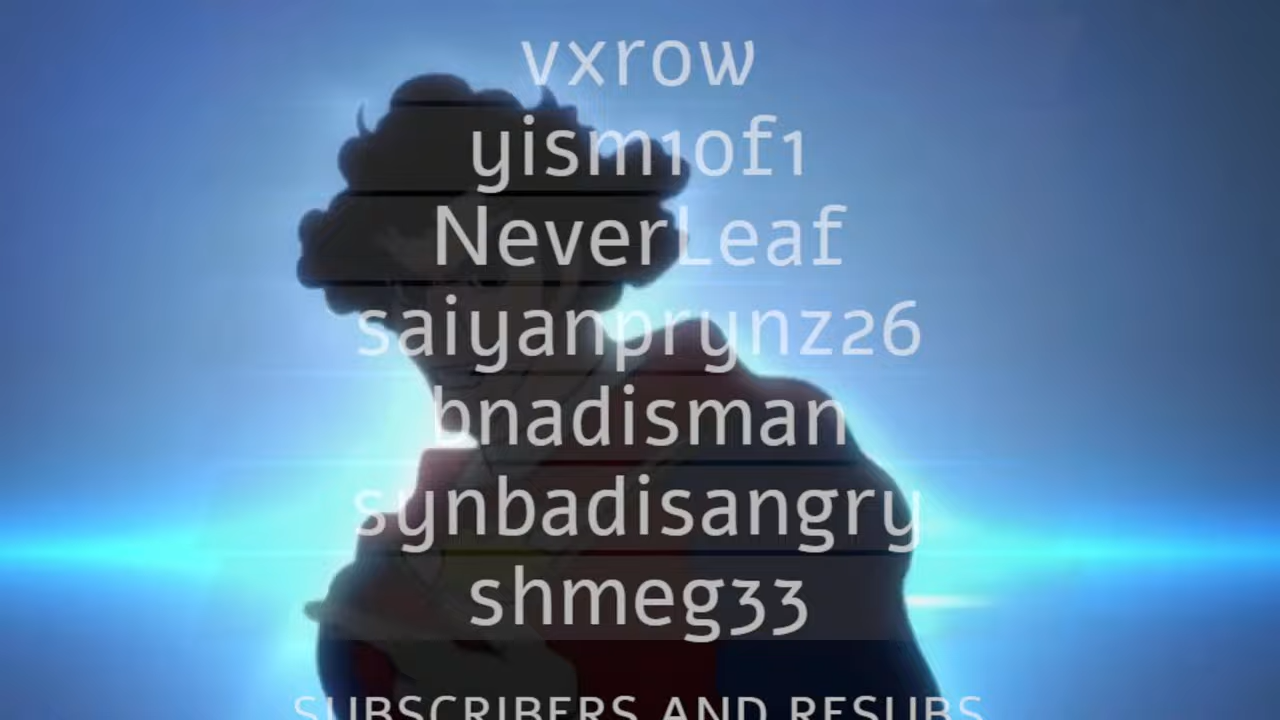 vxrow
yism1of1
NeverLeaf
saiyanprynz26
bnadisman
synbadisangry
shmeg33
SUBSCRIBERS AND RESUBS